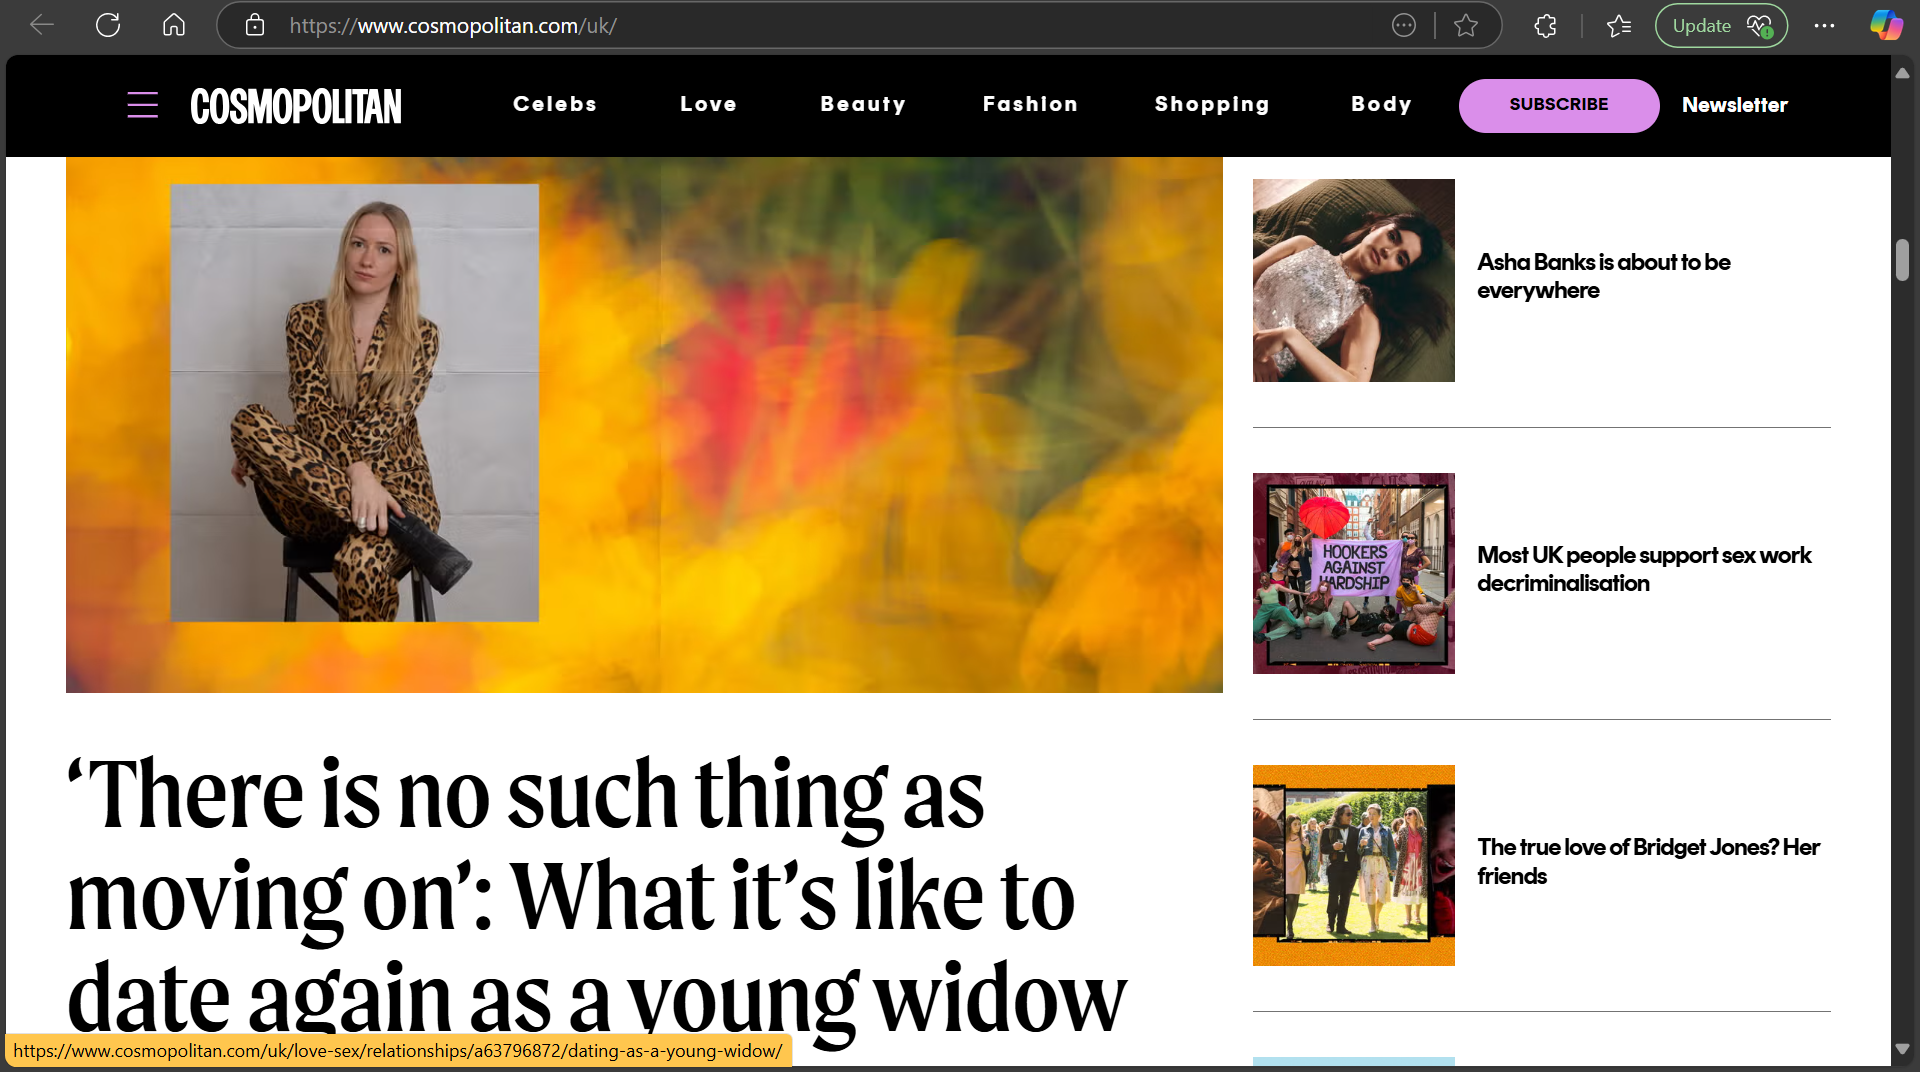 https://www.cosmopolitan.com/uk/
Update
COSMOPOLITAN
Celebs
Love
Beauty
Fashion
Shopping
Body
SUBSCRIBE
Newsletter
Asha Banks is about to be
everywhere
HOOKERS
AGAINST
HARDSHIP
Most UK people support sex work
decriminalisation
The true love of Bridget Jones? Her
friends
‘There is no such thing as
moving on’: What it’s like to
date again as a young widow
https://www.cosmopolitan.com/uk/love-sex/relationships/a63796872/dating-as-a-young-widow/